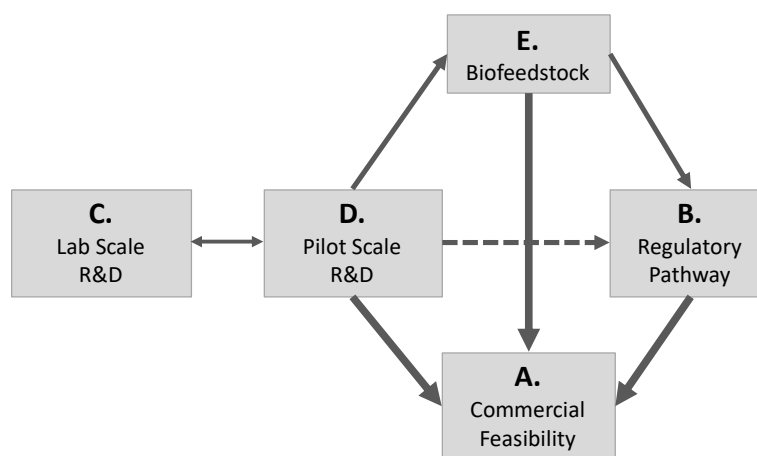 E.
Biofeedstock
C.
Lab Scale
R&D
D.
Pilot Scale
R&D
B.
Regulatory
Pathway
A.
Commercial
Feasibility